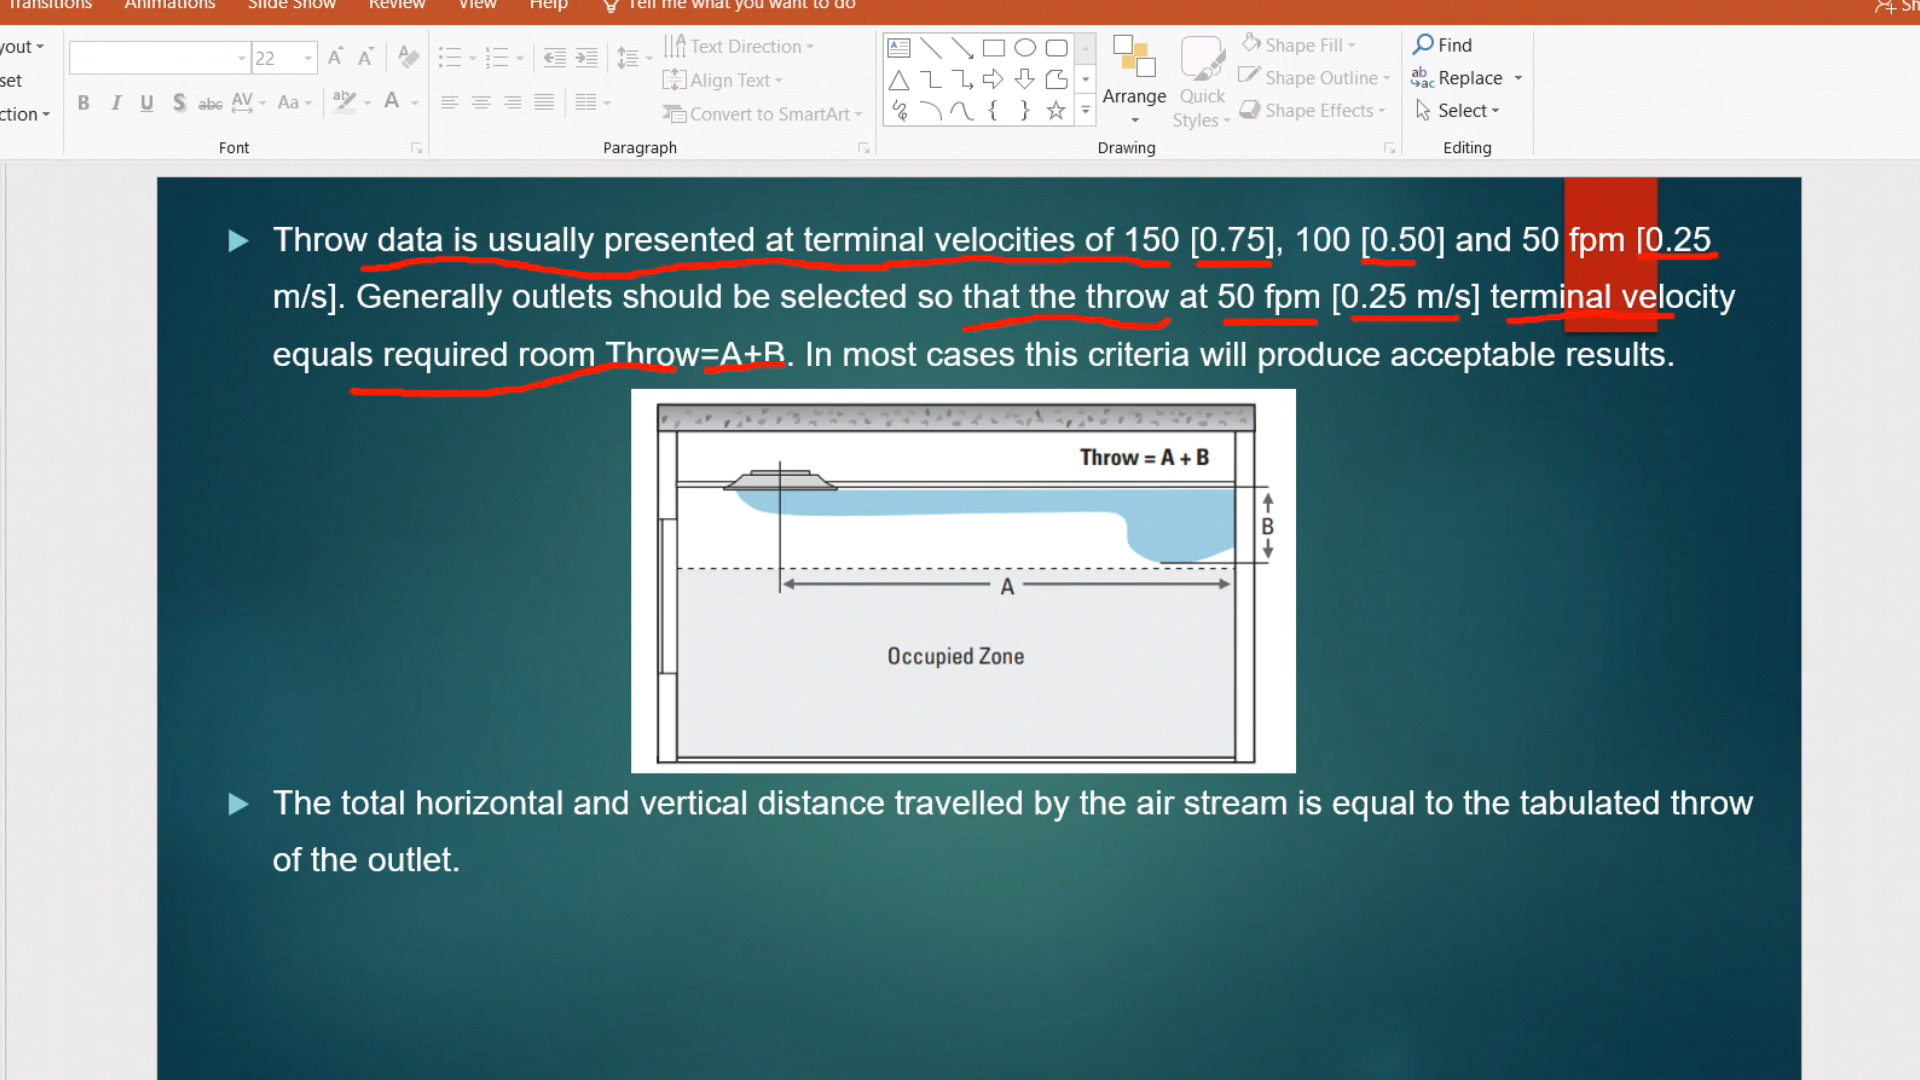 Transitions Animations Slide Show Review View Help Tell me what you want to do Sh
yout 22 A A A Text Direction Shape Fill Find
set Align Text Arrange Quick Shape Outline Replace
ction B I U S abc AV Aa A Convert to SmartArt Styles Shape Effects Select
Font Paragraph Drawing Editing
Throw data is usually presented at terminal velocities of 150 [0.75], 100 [0.50] and 50 fpm [0.25
m/s]. Generally outlets should be selected so that the throw at 50 fpm [0.25 m/s] terminal velocity
equals required room Throw=A+B. In most cases this criteria will produce acceptable results.
Throw = A + B
B
A
Occupied Zone
The total horizontal and vertical distance travelled by the air stream is equal to the tabulated throw
of the outlet.